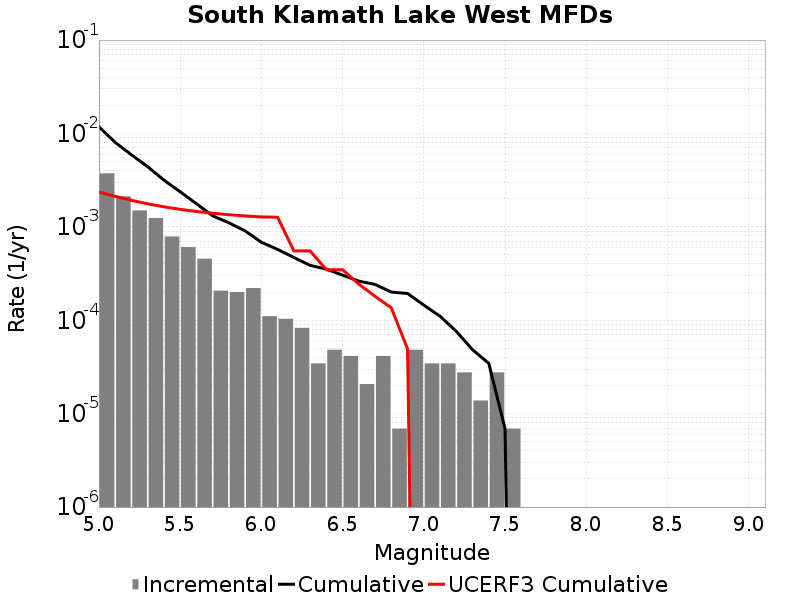 South Klamath Lake West MFDs
10^-1
10^-2
10^-3
10^-4
10^-5
10^-6
Rate (1/yr)
5.0 5.5 6.0 6.5 7.0 7.5 8.0 8.5 9.0
Magnitude
Incremental Cumulative UCERF3 Cumulative